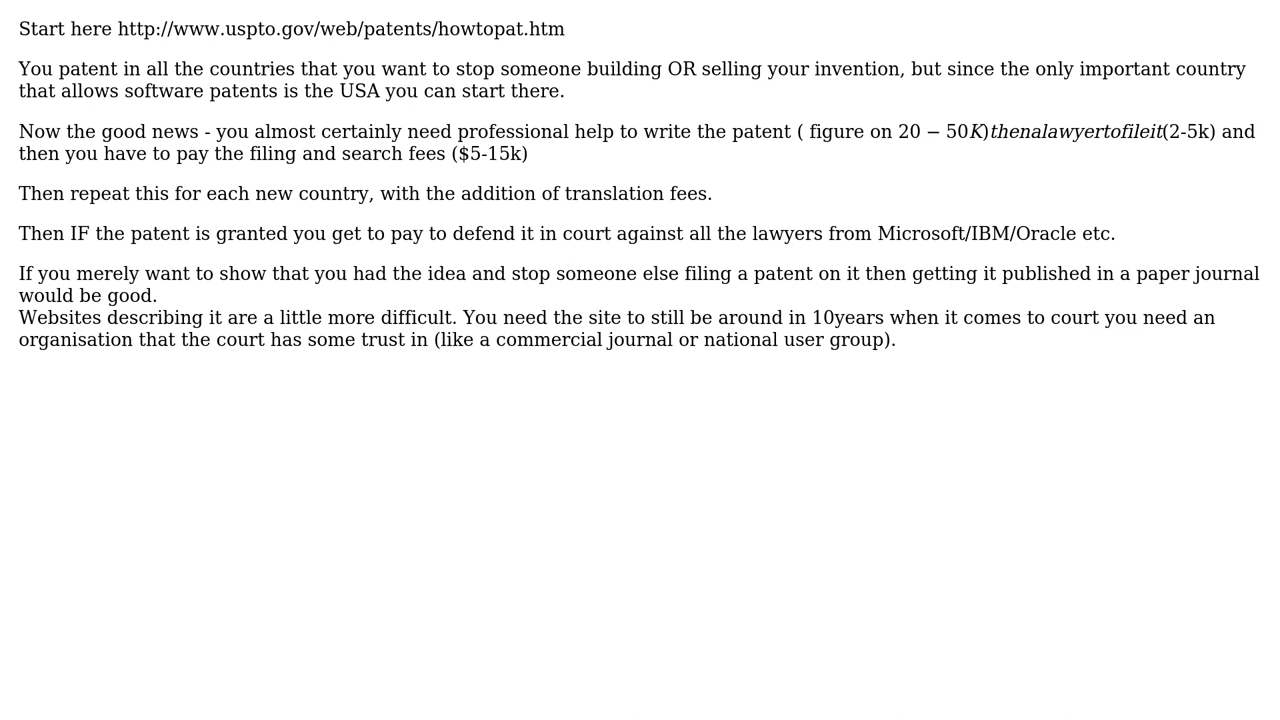 Start here http://www.uspto.gov/web/patents/howtopat.htm
You patent in all the countries that you want to stop someone building OR selling your invention, but since the only important country
that allows software patents is the USA you can start there.
Now the good news - you almost certainly need professional help to write the patent ( figure on 20 − 50K)thenalawyertofileit(2-5k) and
then you have to pay the filing and search fees ($5-15k)
Then repeat this for each new country, with the addition of translation fees.
Then IF the patent is granted you get to pay to defend it in court against all the lawyers from Microsoft/IBM/Oracle etc.
If you merely want to show that you had the idea and stop someone else filing a patent on it then getting it published in a paper journal
would be good.
Websites describing it are a little more difficult. You need the site to still be around in 10years when it comes to court you need an
organisation that the court has some trust in (like a commercial journal or national user group).